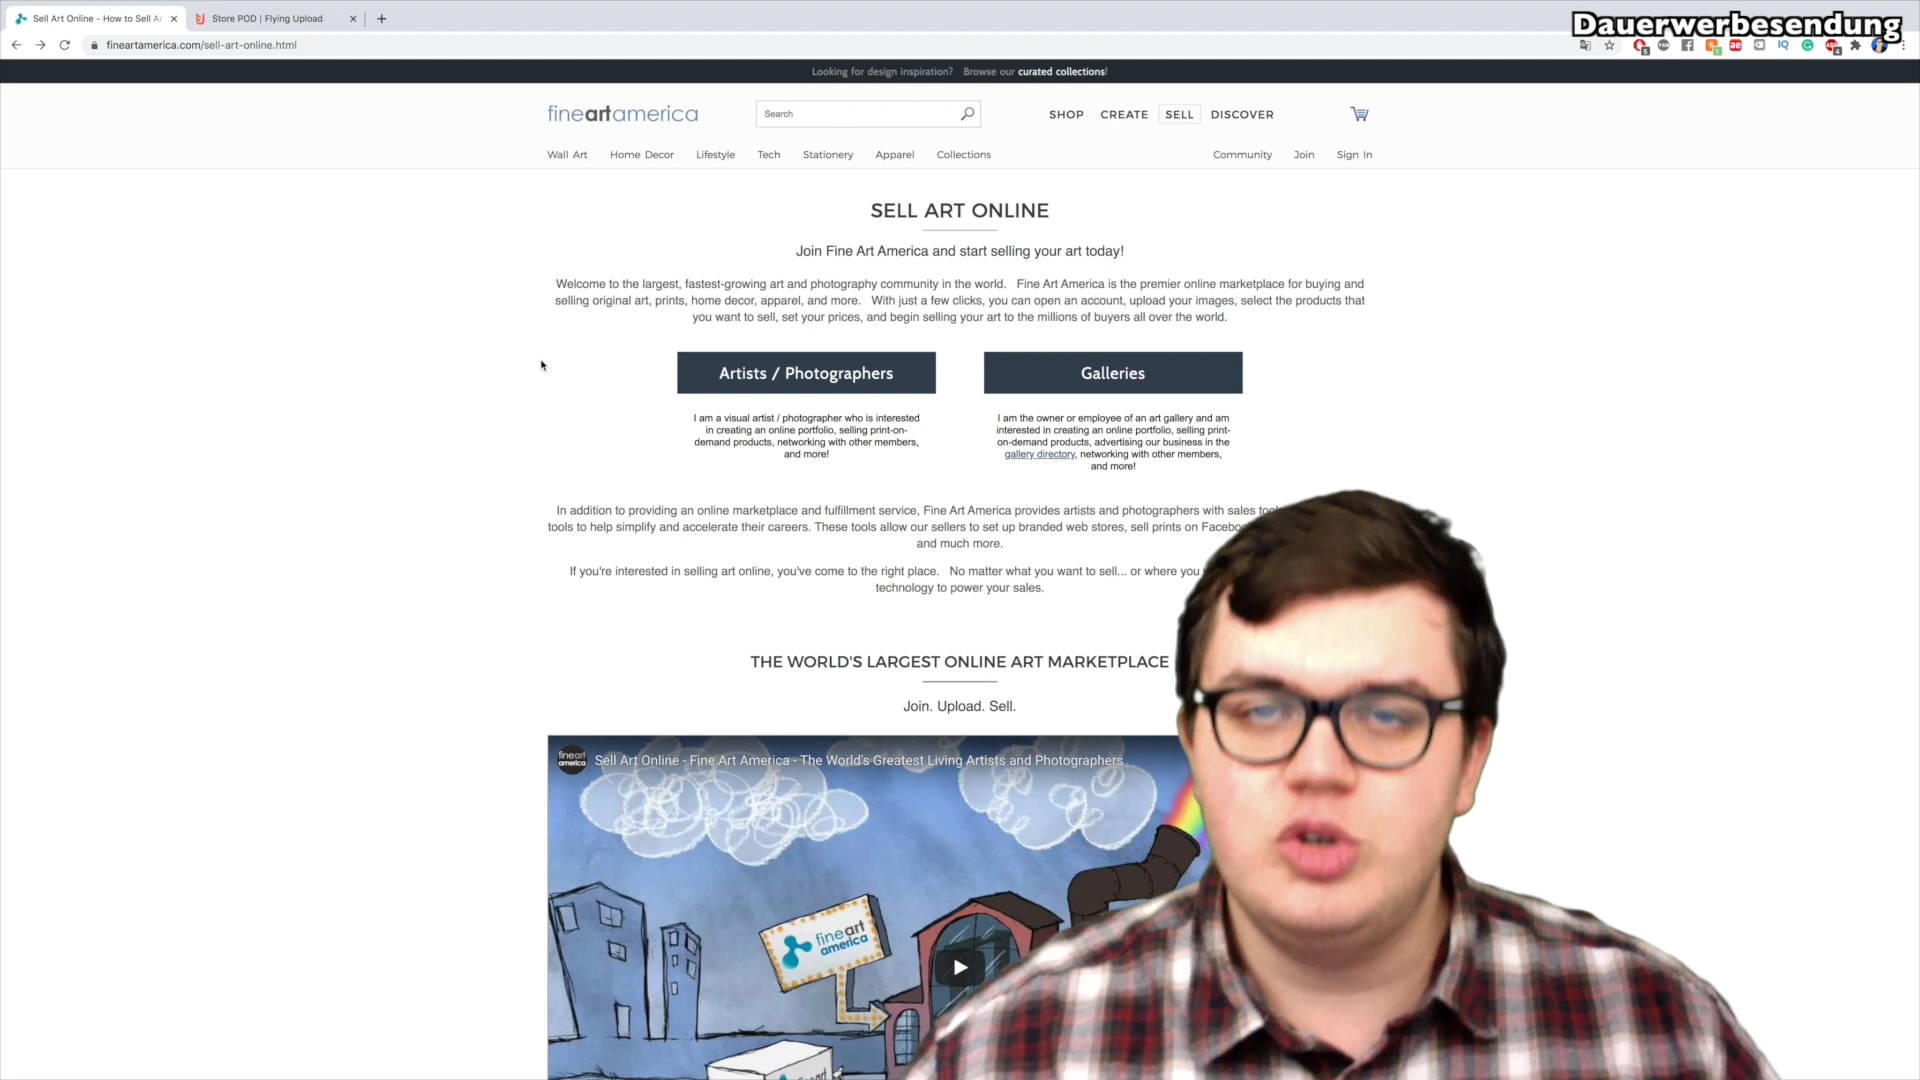 Sell Art Online - How to Sell Ar
Store POD | Flying Upload
Dauerwerbesendung
fineartamerica.com/sell-art-online.html
Looking for design inspiration? Browse our curated collections!
fineartamerica
Search
SHOP
CREATE
SELL
DISCOVER
Wall Art
Home Decor
Lifestyle
Tech
Stationery
Apparel
Collections
Community
Join
Sign In
SELL ART ONLINE
Join Fine Art America and start selling your art today!
Welcome to the largest, fastest-growing art and photography community in the world. Fine Art America is the premier online marketplace for buying and
selling original art, prints, home decor, apparel, and more. With just a few clicks, you can open an account, upload your images, select the products that
you want to sell, set your prices, and begin selling your art to the millions of buyers all over the world.
Artists / Photographers
I am a visual artist / photographer who is interested
in creating an online portfolio, selling print-on-
demand products, networking with other members,
and more!
Galleries
I am the owner or employee of an art gallery and am
interested in creating an online portfolio, selling print-
on-demand products, advertising our business in the
gallery directory, networking with other members,
and more!
In addition to providing an online marketplace and fulfillment service, Fine Art America provides artists and photographers with sales
tools to help simplify and accelerate their careers. These tools allow our sellers to set up branded web stores, sell prints on Facebo
and much more.
If you're interested in selling art online, you've come to the right place. No matter what you want to sell... or where you
technology to power your sales.
THE WORLD'S LARGEST ONLINE ART MARKETPLACE
Join. Upload. Sell.
fineart
america
Sell Art Online - Fine Art America - The World's Greatest Living Artists and Photographers
fineart
america